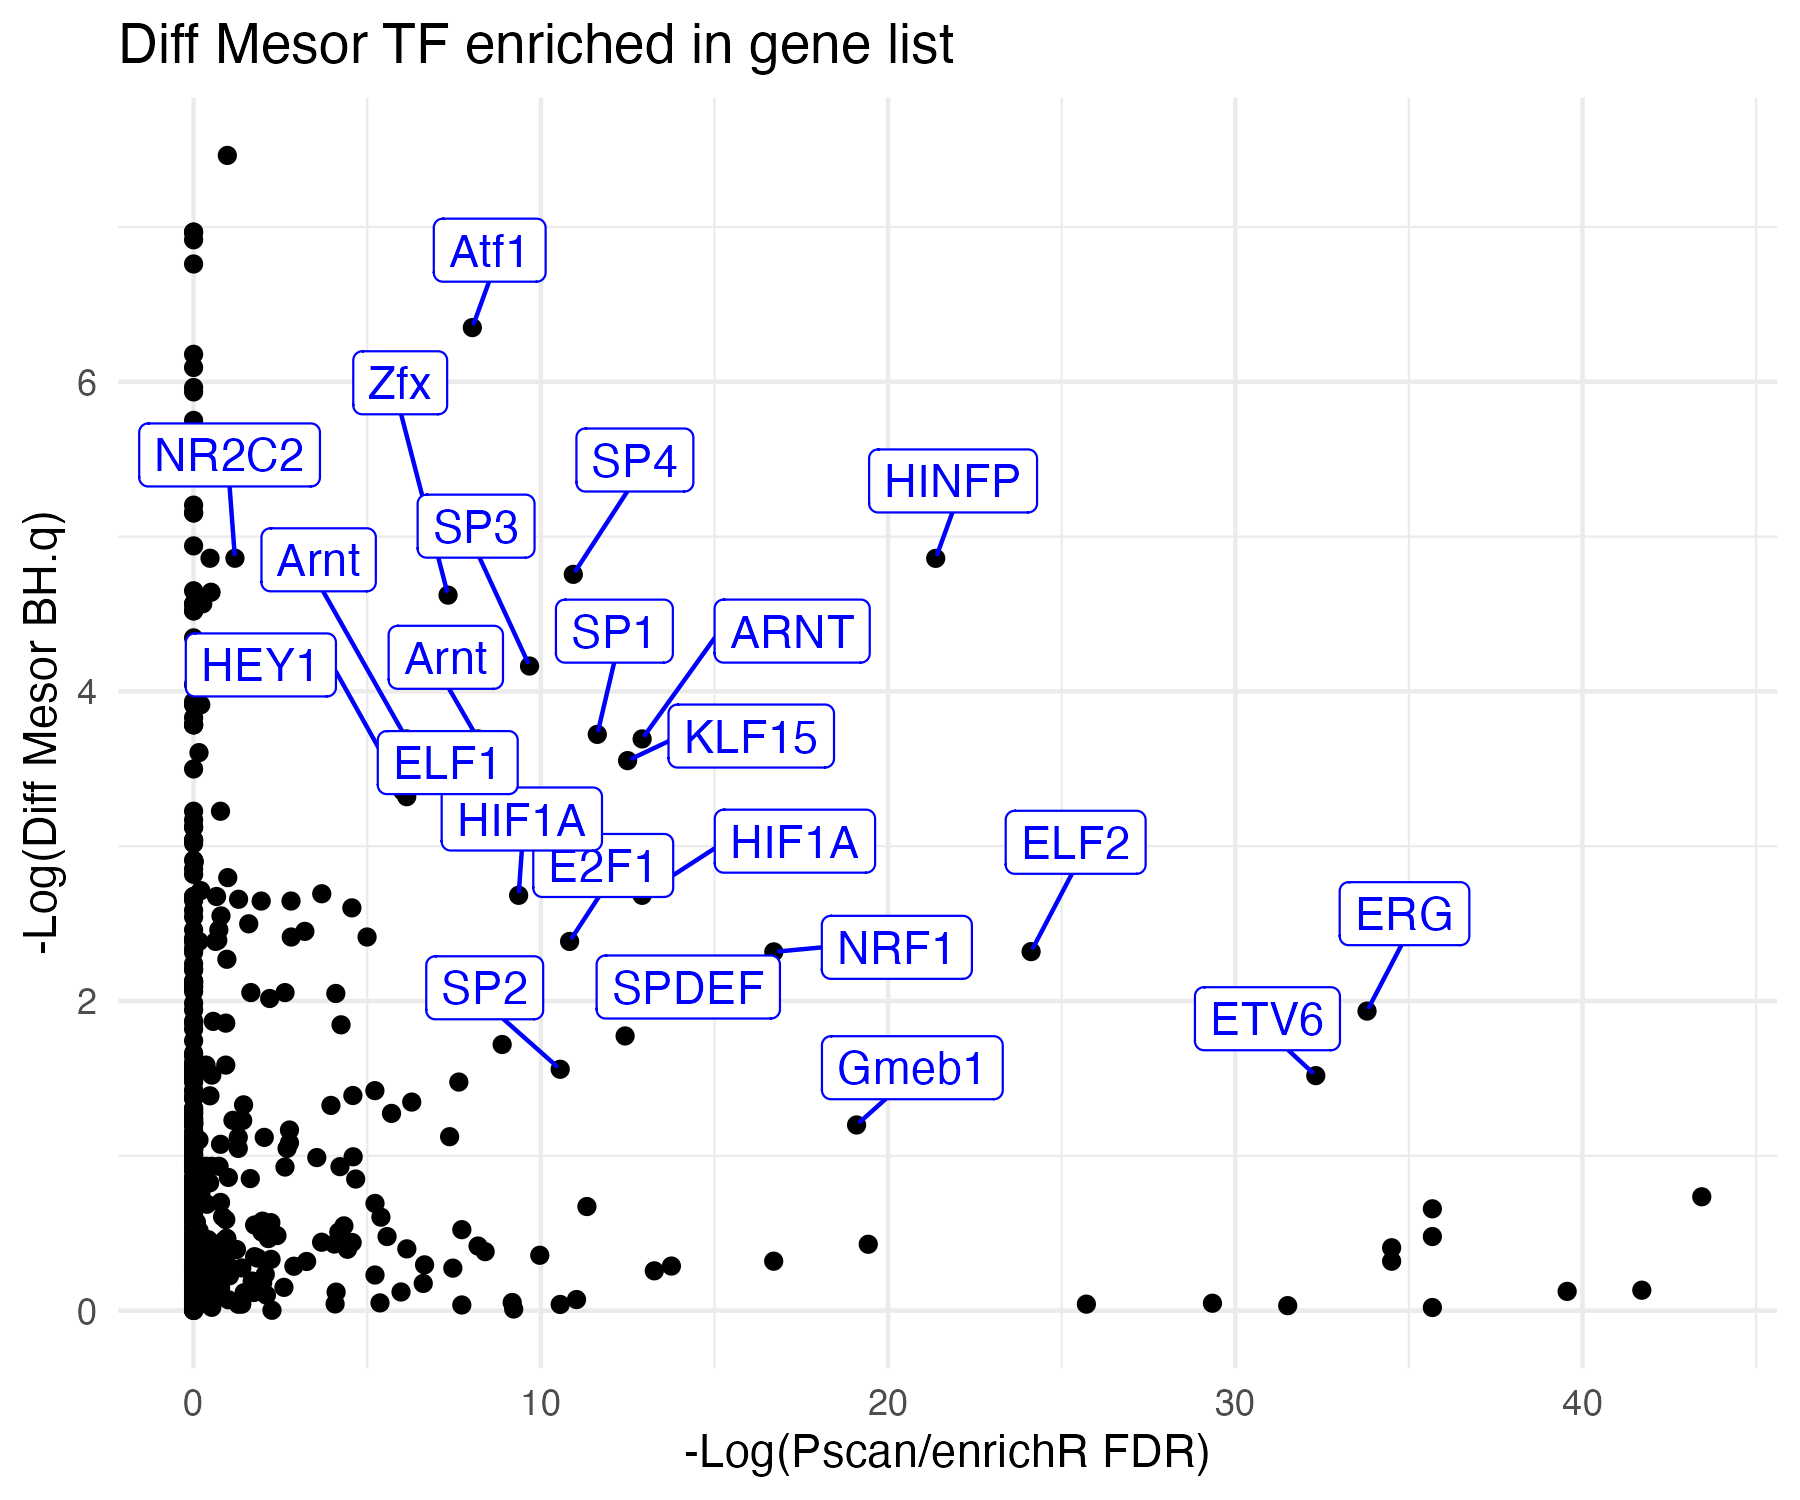 Diff Mesor TF enriched in gene list
-Log(Diff Mesor BH.q)
6
4
2
0
Atf1
Zfx
NR2C2
SP4
HINFP
SP3
Arnt
SP1
ARNT
HEY1
Arnt
KLF15
ELF1
HIF1A
HIF1A
ELF2
E2F1
ERG
NRF1
SP2
SPDEF
ETV6
Gmeb1
0
10
20
30
40
-Log(Pscan/enrichR FDR)